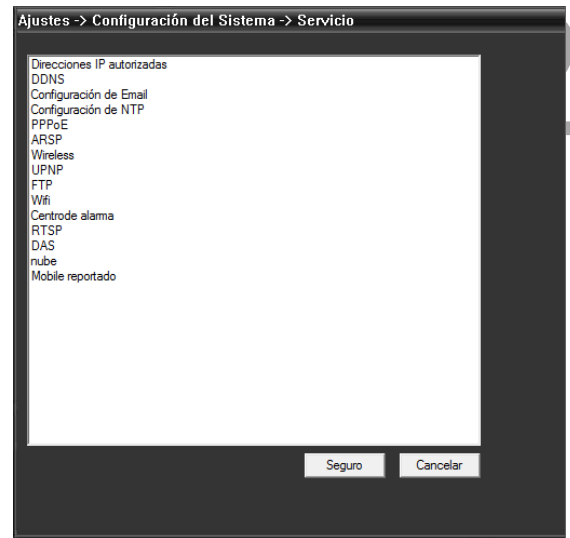 Ajustes -> Configuración del Sistema -> Servicio
Direcciones IP autorizadas
DDNS
Configuración de Email
Configuración de NTP
PPPoE
ARSP
Wireless
UPNP
FTP
Wifi
Centrode alarma
RTSP
DAS
nube
Mobile reportado
Seguro
Cancelar